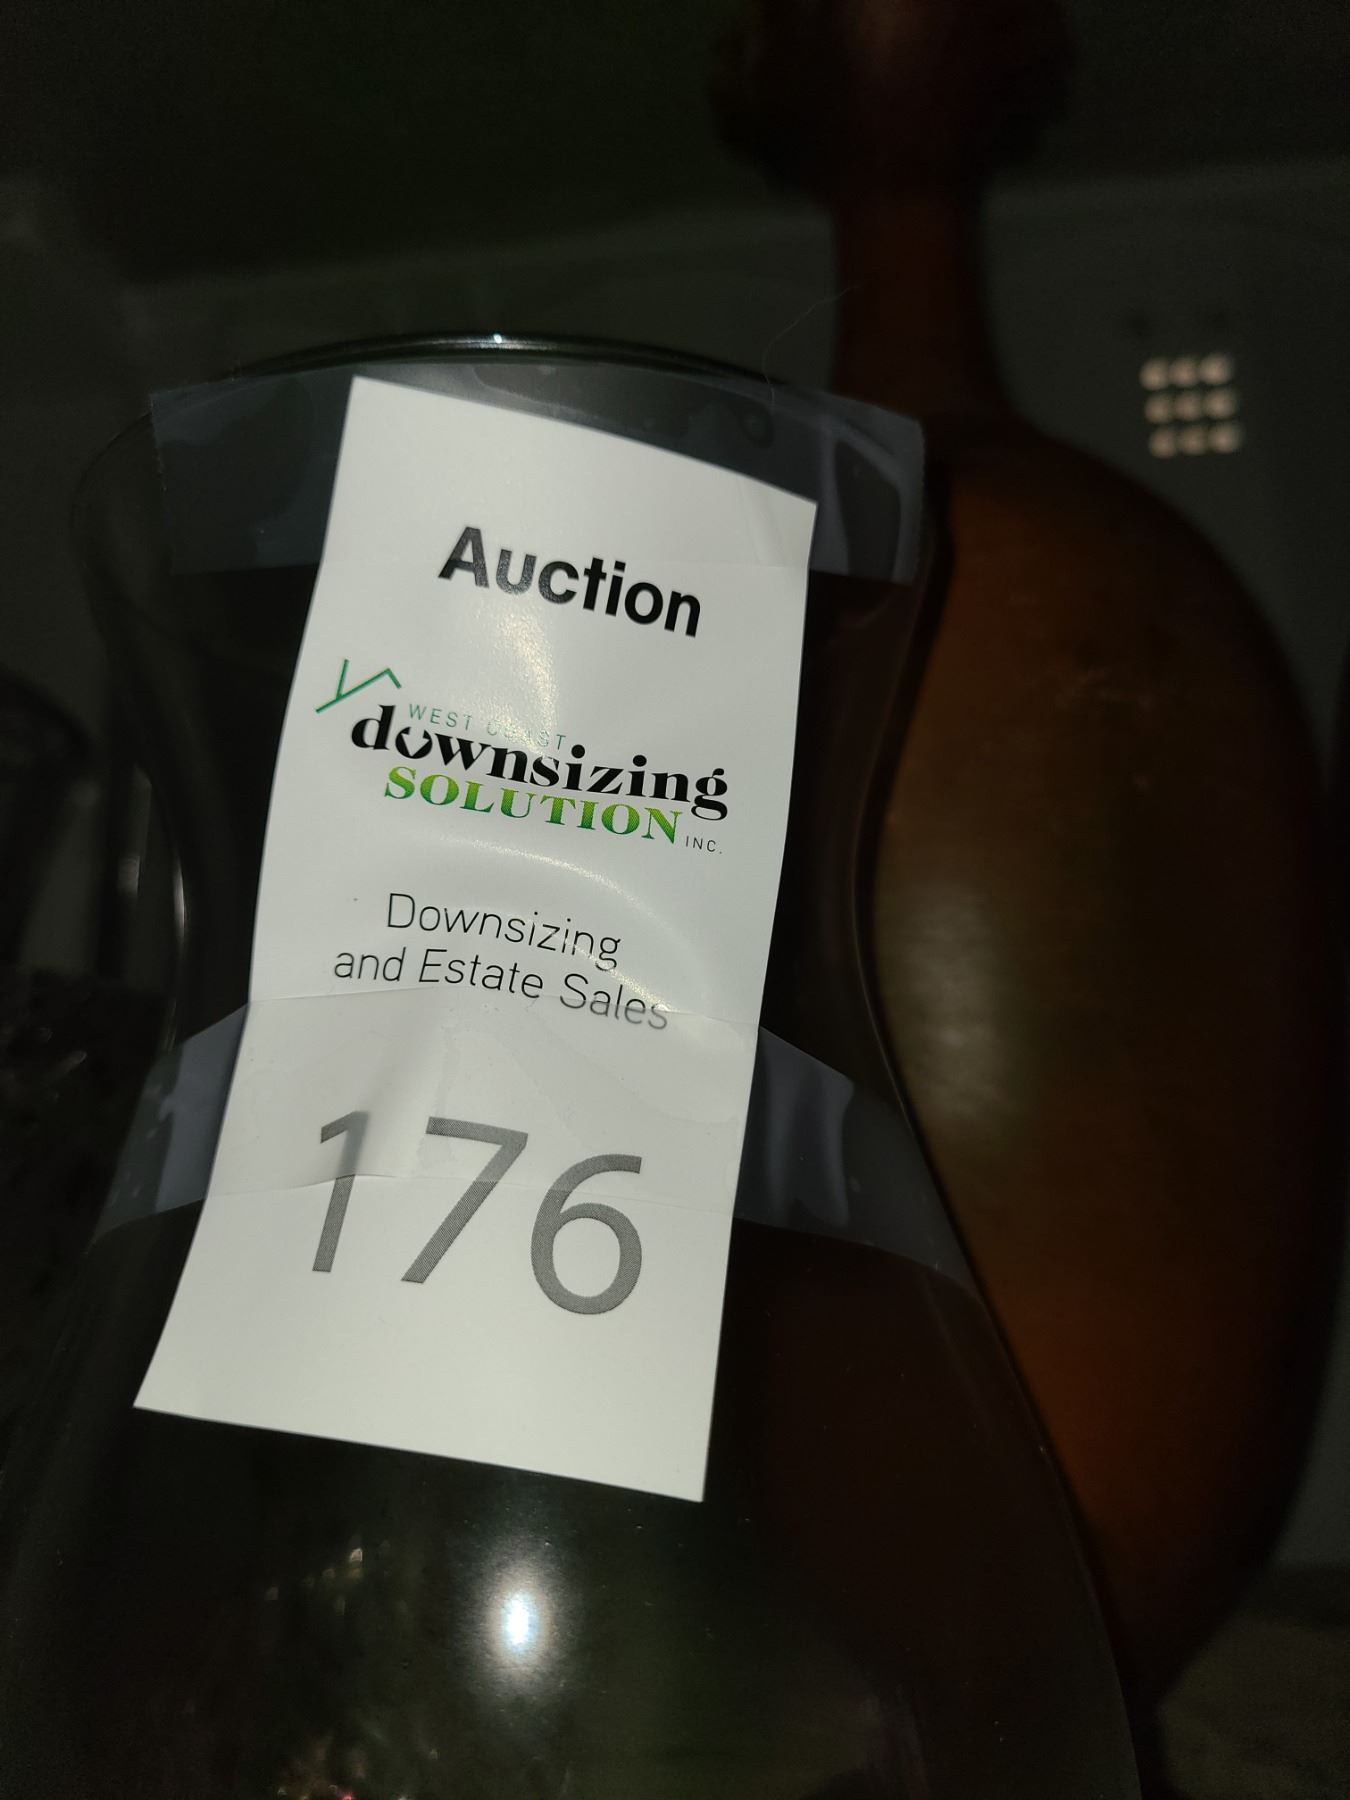 Auction
WEST COAST
downsizing
SOLUTION INC.
Downsizing
and Estate Sales
176